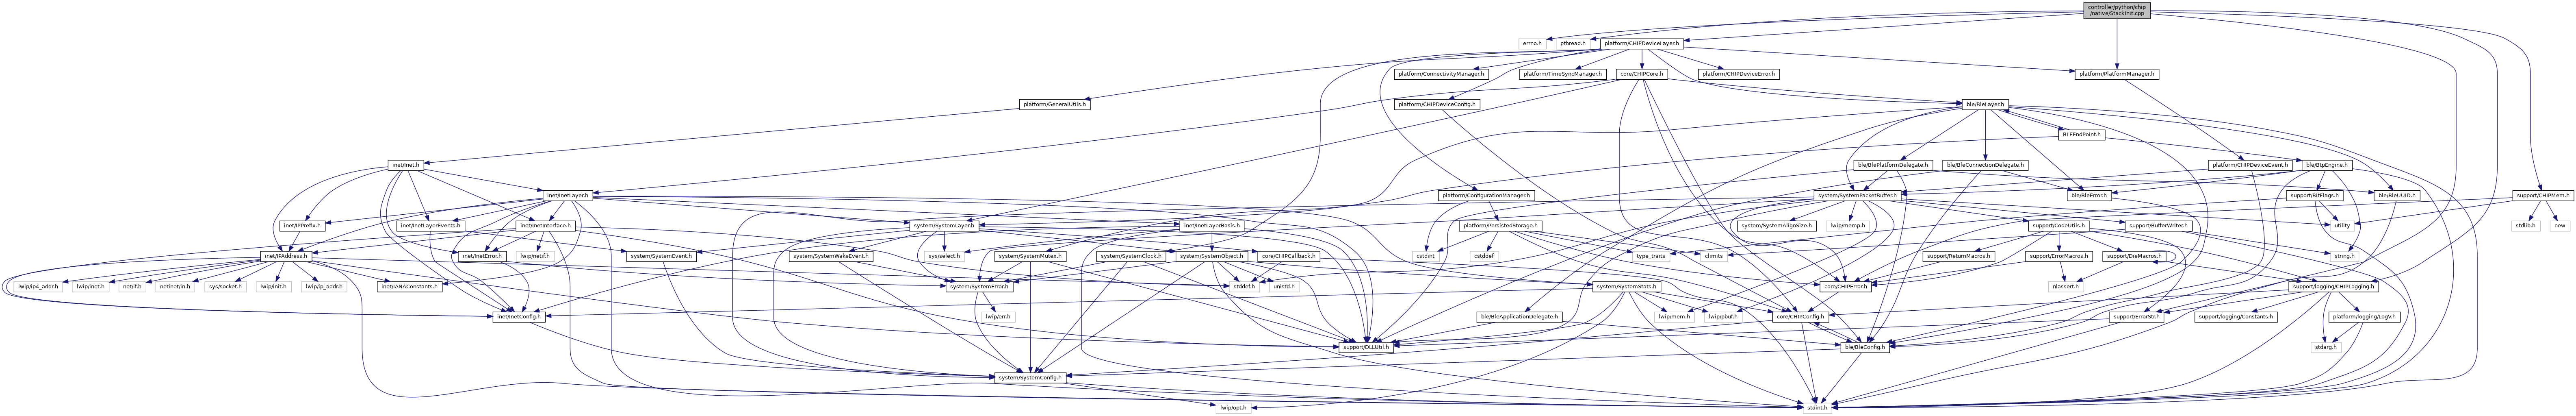 controller/python/chip
/native/StackInit.cpp
errno.h
pthread.h
platform/CHIPDeviceLayer.h
platform/ConnectivityManager.h
platform/TimeSyncManager.h
core/CHIPCore.h
platform/CHIPDeviceError.h
platform/PlatformManager.h
platform/GeneralUtils.h
platform/CHIPDeviceConfig.h
ble/BleLayer.h
BLEEndPoint.h
inet/Inet.h
ble/BlePlatformDelegate.h
ble/BleConnectionDelegate.h
platform/CHIPDeviceEvent.h
ble/BtpEngine.h
inet/InetLayer.h
platform/ConfigurationManager.h
system/SystemPacketBuffer.h
ble/BleError.h
support/BitFlags.h
ble/BleUUID.h
support/CHIPMem.h
inet/IPPrefix.h
inet/InetLayerEvents.h
inet/InetInterface.h
system/SystemLayer.h
inet/InetLayerBasis.h
platform/PersistedStorage.h
system/SystemAlignSize.h
lwip/memp.h
support/CodeUtils.h
support/BufferWriter.h
utility
stdlib.h
new
inet/IPAddress.h
inet/InetError.h
lwip/netif.h
system/SystemEvent.h
system/SystemWakeEvent.h
sys/select.h
system/SystemMutex.h
system/SystemClock.h
system/SystemObject.h
core/CHIPCallback.h
cstdint
cstddef
type_traits
climits
support/ReturnMacros.h
support/ErrorMacros.h
support/DieMacros.h
string.h
lwip/ip4_addr.h
lwip/inet.h
net/if.h
netinet/in.h
sys/socket.h
lwip/init.h
lwip/ip_addr.h
inet/IANAConstants.h
system/SystemError.h
stddef.h
unistd.h
system/SystemStats.h
core/CHIPError.h
nlassert.h
support/logging/CHIPLogging.h
inet/InetConfig.h
lwip/err.h
ble/BleApplicationDelegate.h
lwip/mem.h
lwip/pbuf.h
core/CHIPConfig.h
support/ErrorStr.h
support/logging/Constants.h
platform/logging/LogV.h
support/DLLUtil.h
ble/BleConfig.h
stdarg.h
system/SystemConfig.h
lwip/opt.h
stdint.h